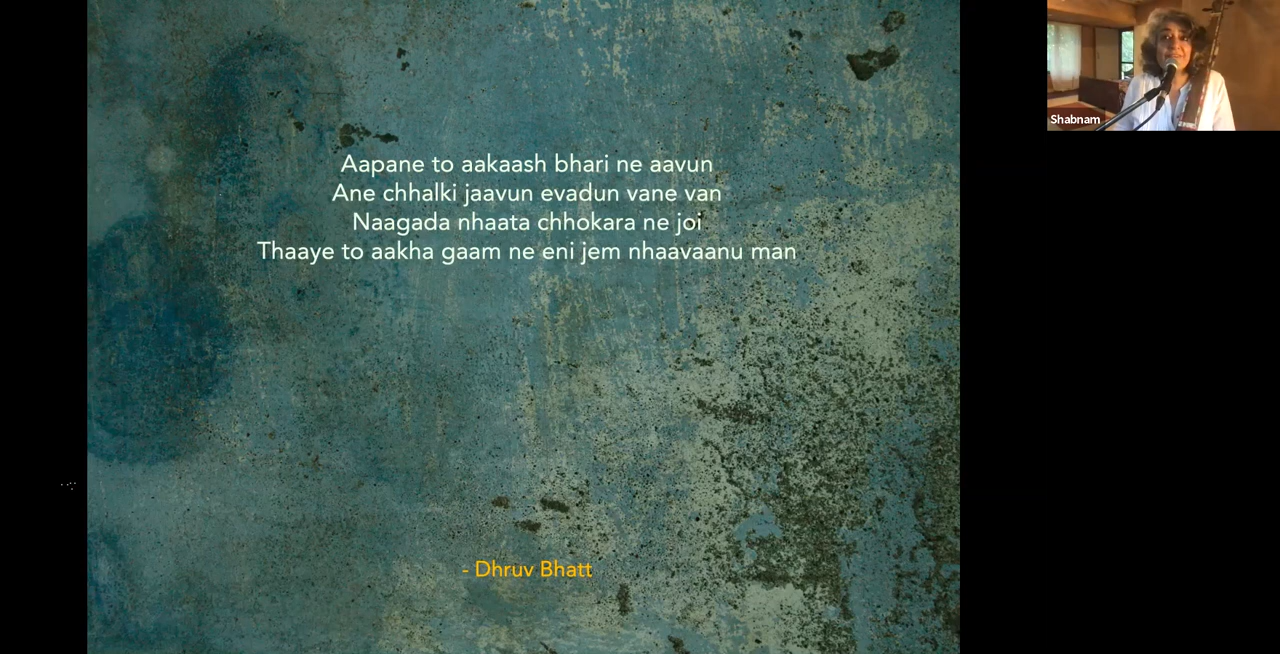 Aapane to aakaash bhari ne aavun
Ane chhalki jaavun evadun vane van
Naagada nhaata chhokara ne joi
Thaaye to aakha gaam ne eni jem nhaavaanu man
- Dhruv Bhatt
Shabnam